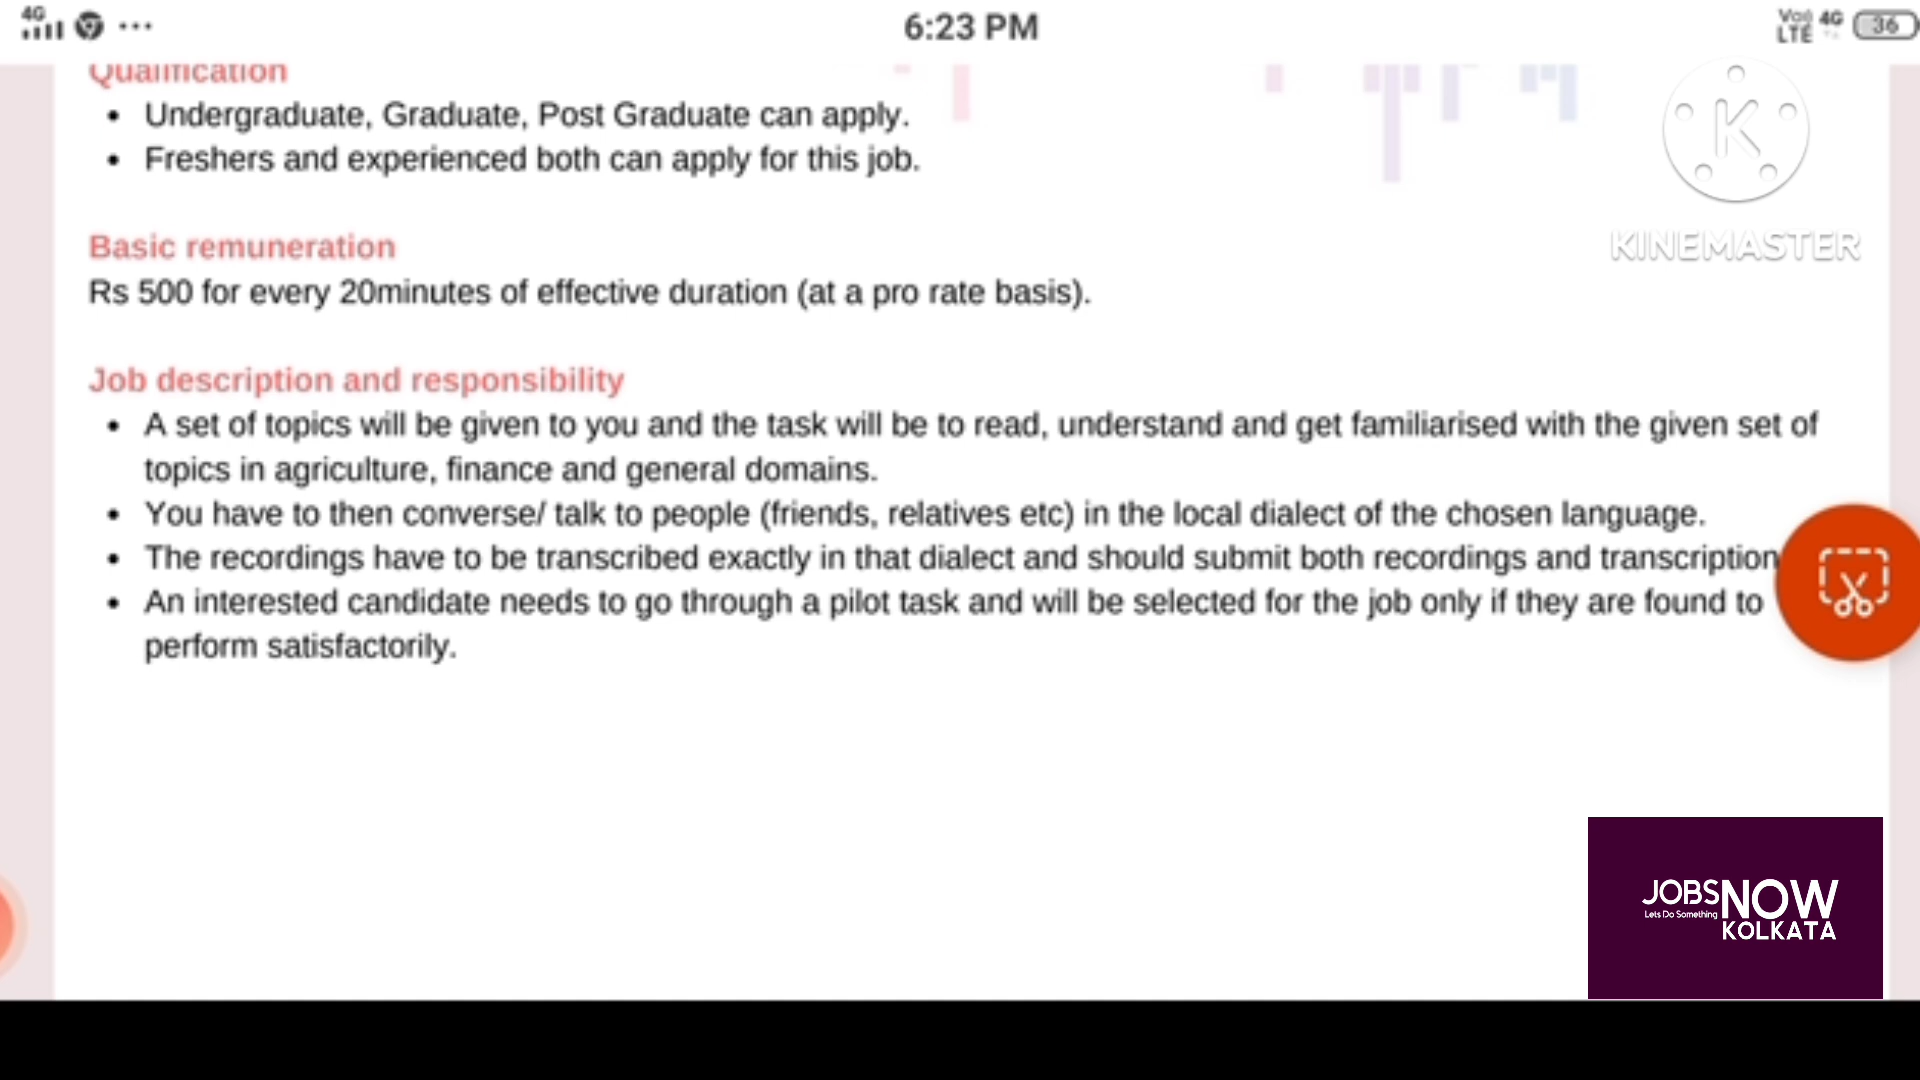 4G 6:23 PM Vo)) LTE 4G 36
Qualification
• Undergraduate, Graduate, Post Graduate can apply.
• Freshers and experienced both can apply for this job.
K
KINEMASTER
Basic remuneration
Rs 500 for every 20minutes of effective duration (at a pro rate basis).
Job description and responsibility
• A set of topics will be given to you and the task will be to read, understand and get familiarised with the given set of
topics in agriculture, finance and general domains.
• You have to then converse/ talk to people (friends, relatives etc) in the local dialect of the chosen language.
• The recordings have to be transcribed exactly in that dialect and should submit both recordings and transcription
• An interested candidate needs to go through a pilot task and will be selected for the job only if they are found to
perform satisfactorily.
JOBSNOW
Lets Do Something
KOLKATA